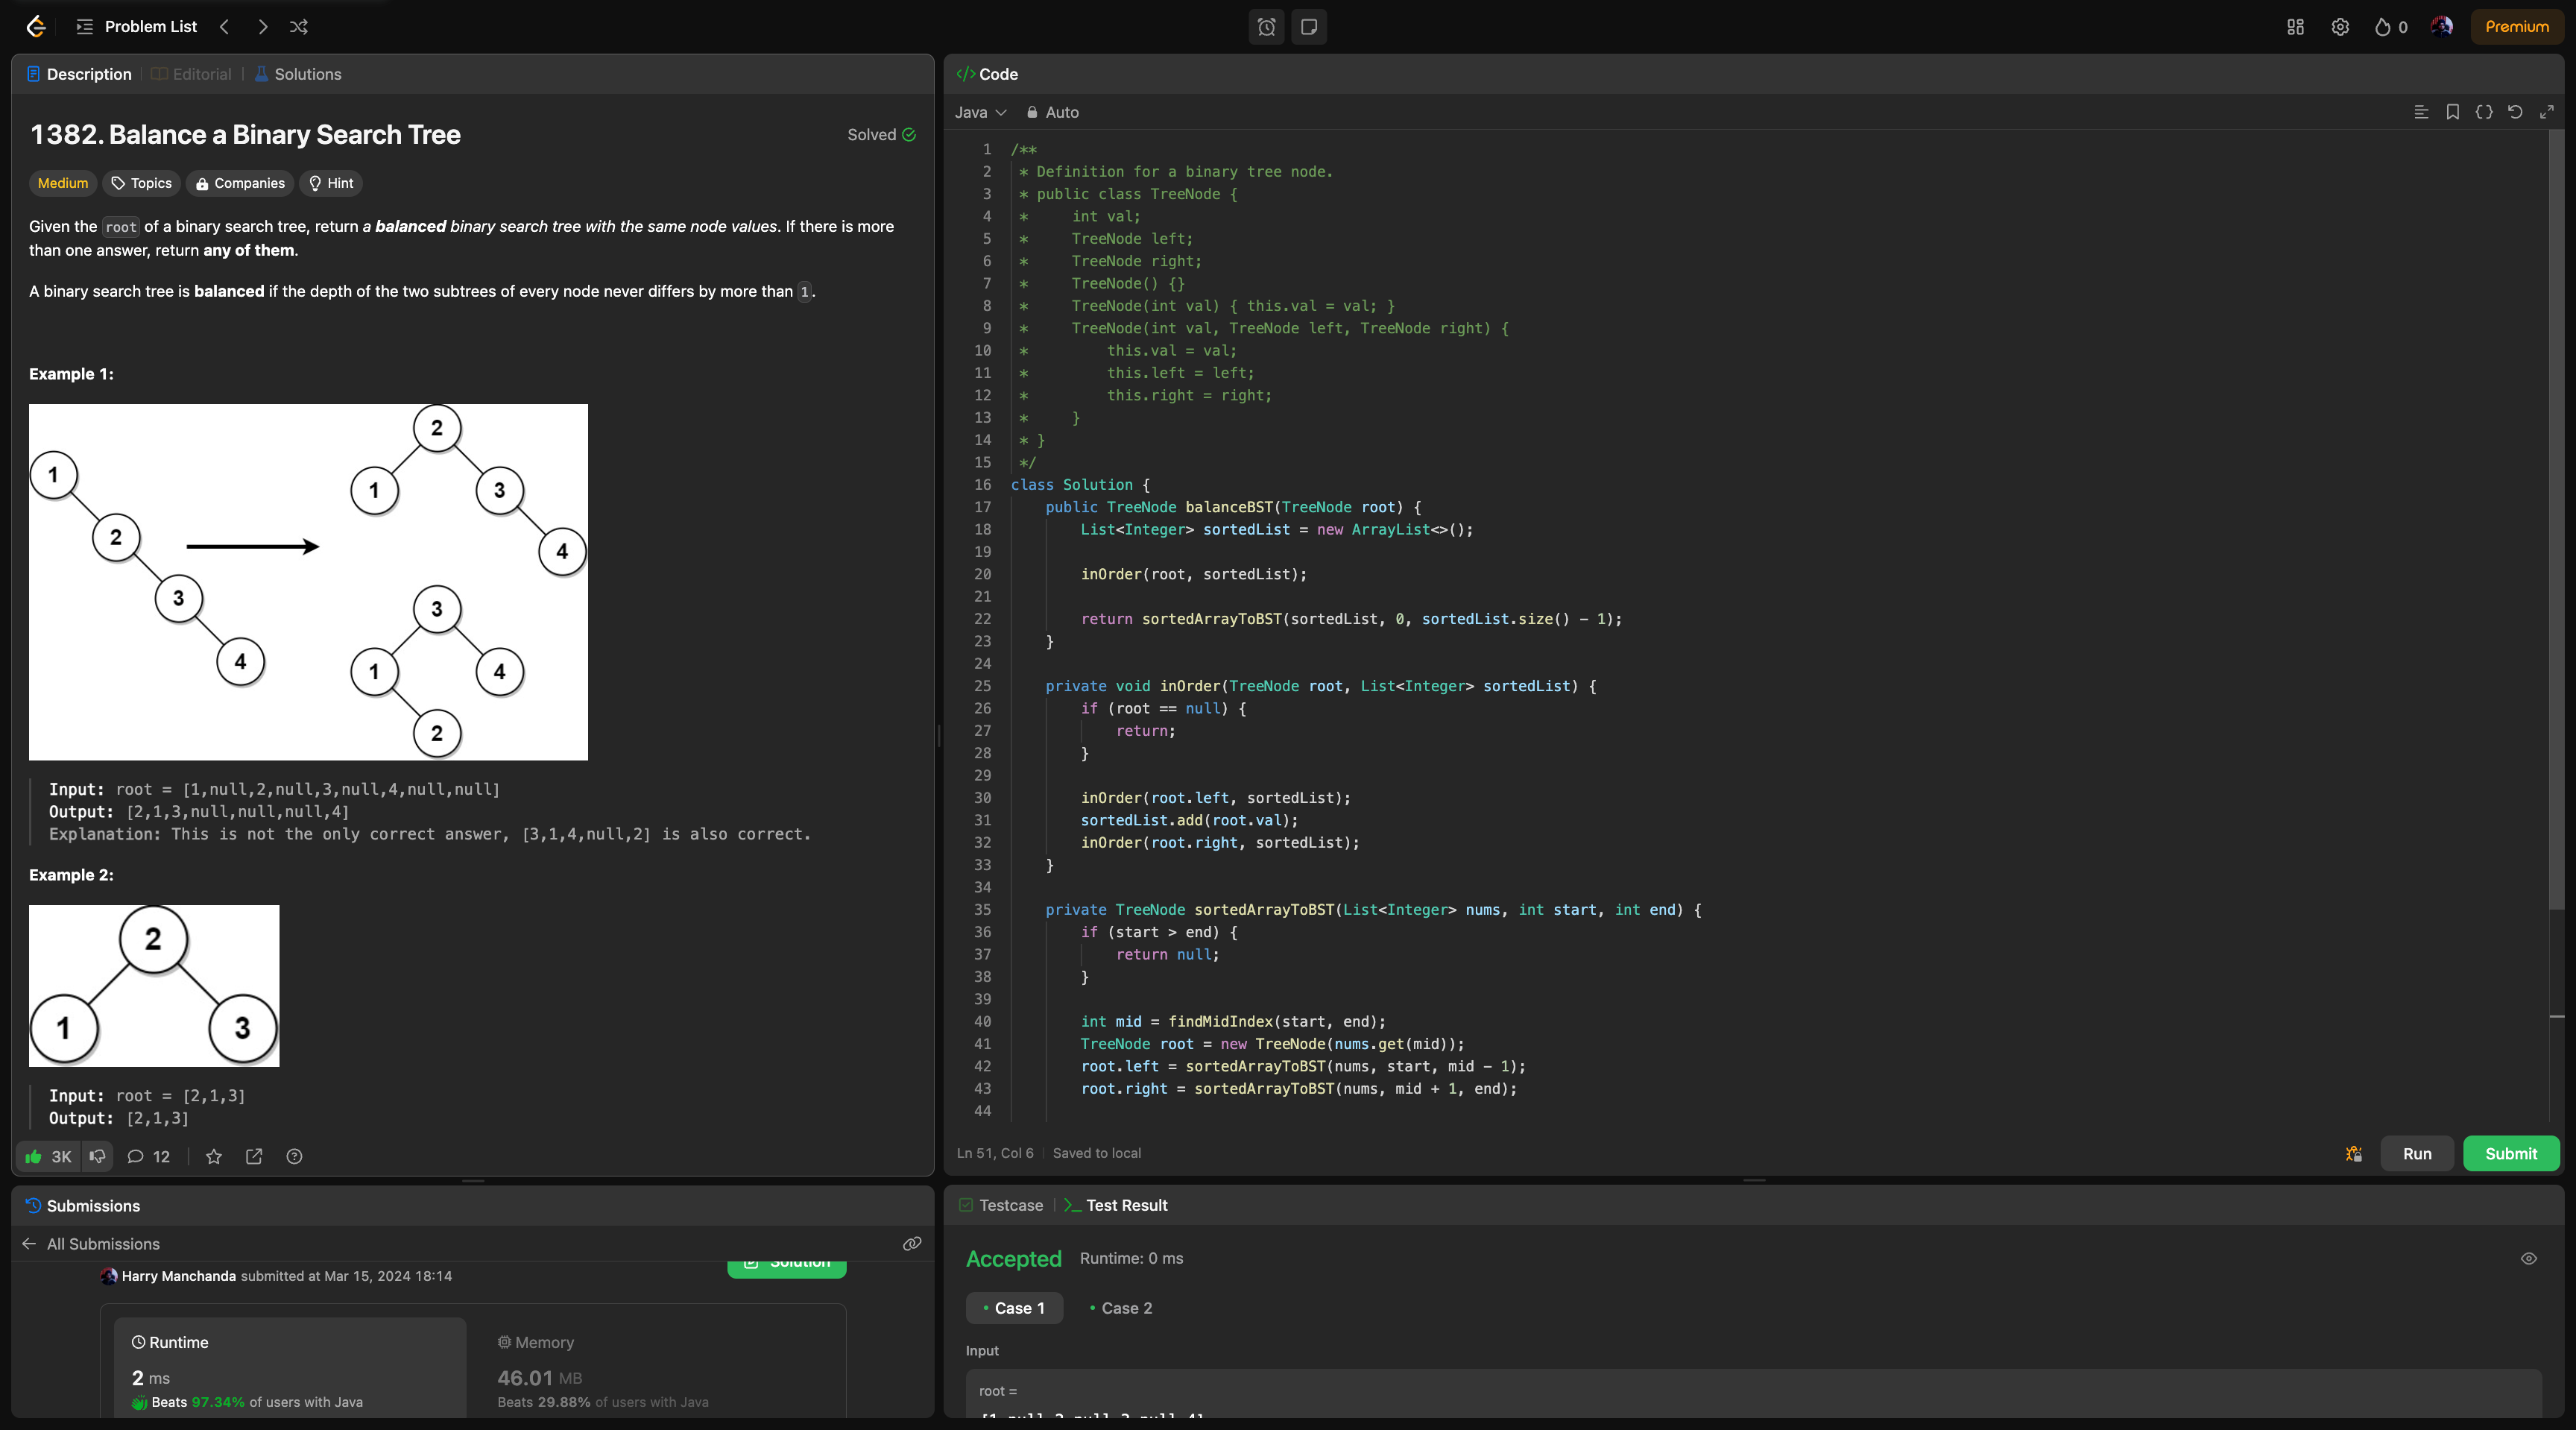 Problem List
0
Premium
Description
Editorial
Solutions
1382. Balance a Binary Search Tree
Solved
Medium
Topics
Companies
Hint
Given the root of a binary search tree, return a balanced binary search tree with the same node values. If there is more
than one answer, return any of them.
A binary search tree is balanced if the depth of the two subtrees of every node never differs by more than 1.
Example 1:
1
2
3
4
2
1
3
4
3
1
4
2
Input: root = [1,null,2,null,3,null,4,null,null]
Output: [2,1,3,null,null,null,4]
Explanation: This is not the only correct answer, [3,1,4,null,2] is also correct.
Example 2:
2
1
3
Input: root = [2,1,3]
Output: [2,1,3]
3K
12
Submissions
All Submissions
Harry Manchanda submitted at Mar 15, 2024 18:14
Solution
Runtime
2 ms
Beats 97.34% of users with Java
Memory
46.01 MB
Beats 29.88% of users with Java
</> Code
Java
Auto
1 /**
2 * Definition for a binary tree node.
3 * public class TreeNode {
4 *     int val;
5 *     TreeNode left;
6 *     TreeNode right;
7 *     TreeNode() {}
8 *     TreeNode(int val) { this.val = val; }
9 *     TreeNode(int val, TreeNode left, TreeNode right) {
10 *         this.val = val;
11 *         this.left = left;
12 *         this.right = right;
13 *     }
14 * }
15 */
16 class Solution {
17     public TreeNode balanceBST(TreeNode root) {
18         List<Integer> sortedList = new ArrayList<>();
19
20         inOrder(root, sortedList);
21
22         return sortedArrayToBST(sortedList, 0, sortedList.size() - 1);
23     }
24
25     private void inOrder(TreeNode root, List<Integer> sortedList) {
26         if (root == null) {
27             return;
28         }
29
30         inOrder(root.left, sortedList);
31         sortedList.add(root.val);
32         inOrder(root.right, sortedList);
33     }
34
35     private TreeNode sortedArrayToBST(List<Integer> nums, int start, int end) {
36         if (start > end) {
37             return null;
38         }
39
40         int mid = findMidIndex(start, end);
41         TreeNode root = new TreeNode(nums.get(mid));
42         root.left = sortedArrayToBST(nums, start, mid - 1);
43         root.right = sortedArrayToBST(nums, mid + 1, end);
44
Ln 51, Col 6
Saved to local
Run
Submit
Testcase
Test Result
Accepted
Runtime: 0 ms
Case 1
Case 2
Input
root =
[1,null,2,null,3,null,4]